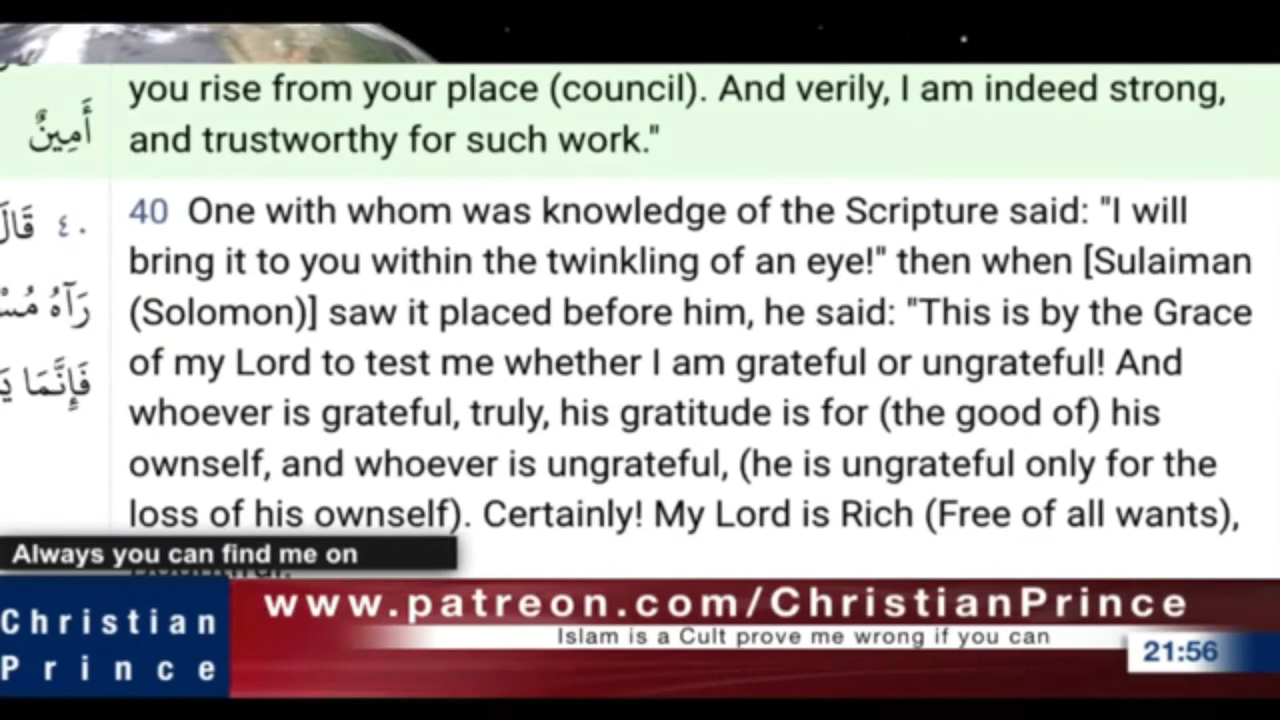 you rise from your place (council). And verily, I am indeed strong,
and trustworthy for such work."
أَمِينٌ
40 One with whom was knowledge of the Scripture said: "I will
bring it to you within the twinkling of an eye!" then when [Sulaiman
(Solomon)] saw it placed before him, he said: "This is by the Grace
of my Lord to test me whether I am grateful or ungrateful! And
whoever is grateful, truly, his gratitude is for (the good of) his
ownself, and whoever is ungrateful, (he is ungrateful only for the
loss of his ownself). Certainly! My Lord is Rich (Free of all wants),
٤٠ قَالَ
رَآهُ
فَإِنَّمَا
Always you can find me on
Christian
Prince
www.patreon.com/ChristianPrince
Islam is a Cult prove me wrong if you can
21:56